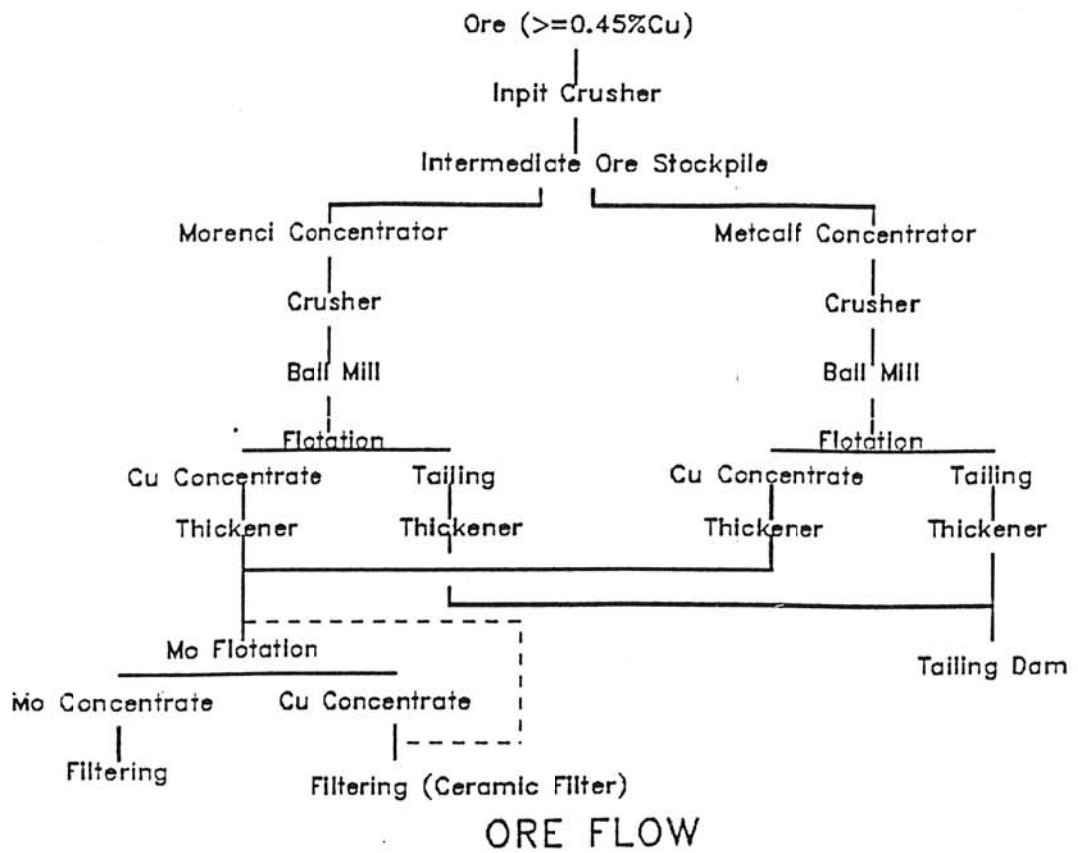 Ore (>=0.45%Cu)
Inpit Crusher
Intermediate Ore Stockpile
Morenci Concentrator Metcalf Concentrator
Crusher Crusher
Ball Mill Ball Mill
Flotation Flotation
Cu Concentrate Tailing Cu Concentrate Tailing
Thickener Thickener Thickener Thickener
Mo Flotation
Tailing Dam
Mo Concentrate Cu Concentrate
Filtering
Filtering (Ceramic Filter)
ORE FLOW